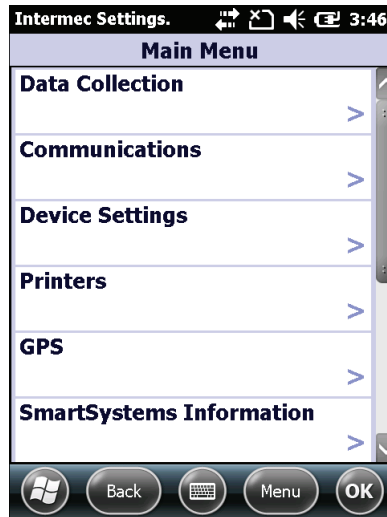 Intermec Settings. 3:46
Main Menu
Data Collection
>
Communications
>
Device Settings
>
Printers
>
GPS
>
SmartSystems Information
>
Back Menu OK